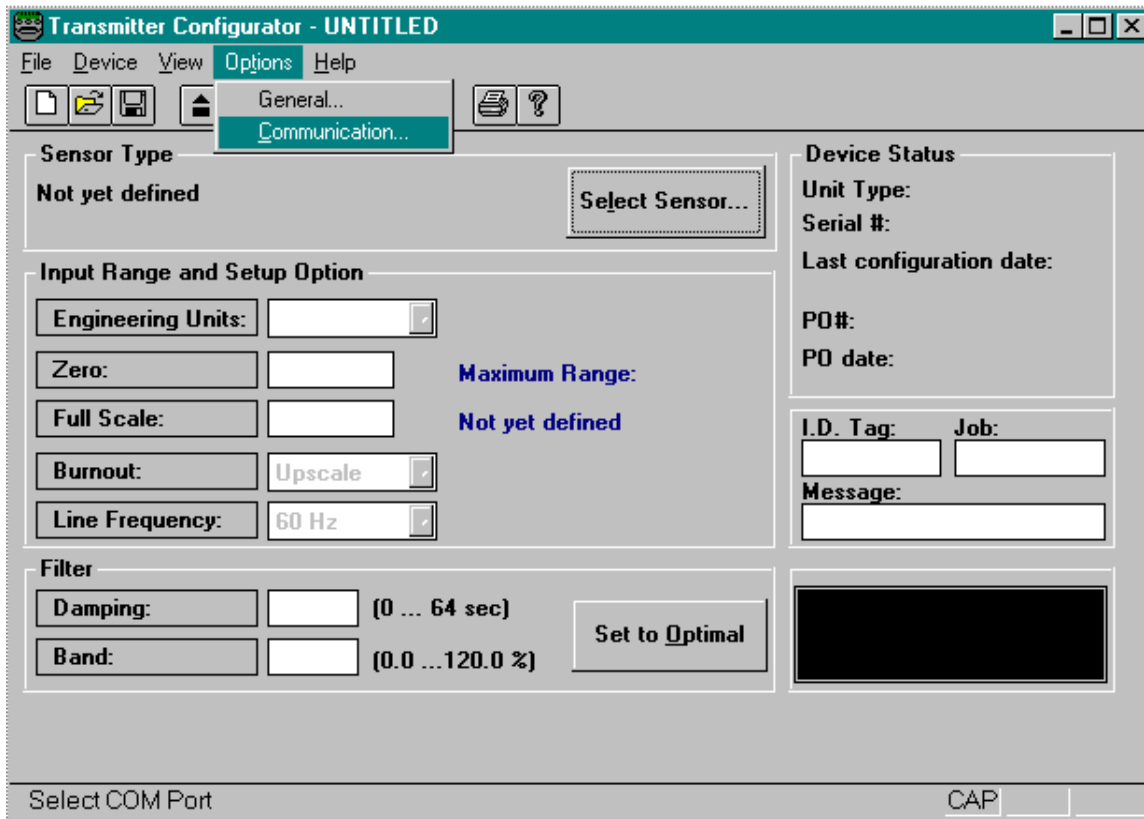 Transmitter Configurator - UNTITLED
File Device View Options Help
General...
Communication...
Sensor Type
Not yet defined
Select Sensor...
Input Range and Setup Option
Engineering Units:
Zero:
Maximum Range:
Full Scale:
Not yet defined
Burnout:
Upscale
Line Frequency:
60 Hz
Filter
Damping:
(0 ... 64 sec)
Band:
(0.0 ...120.0 %)
Set to Optimal
Device Status
Unit Type:
Serial #:
Last configuration date:
PO#:
PO date:
I.D. Tag: Job:
Message:
Select COM Port
CAP